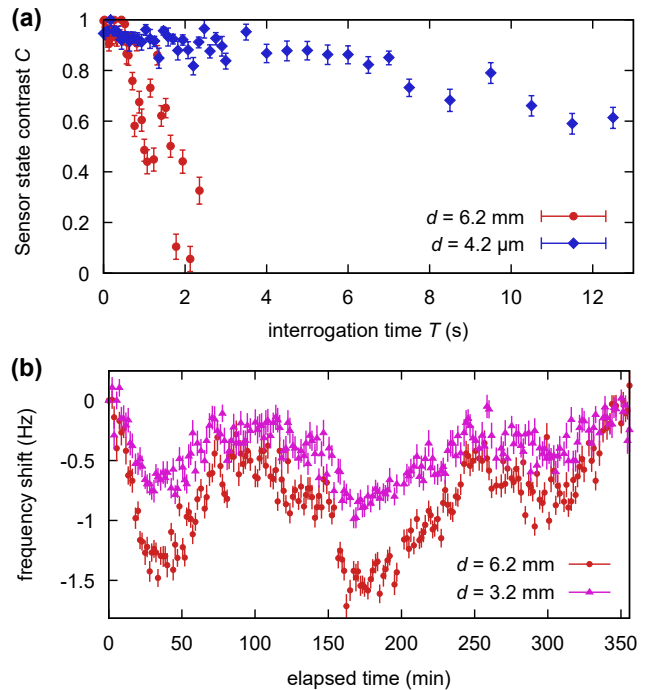 (a)
Sensor state contrast C
1
0.8
0.6
0.4
0.2
0
d = 6.2 mm
d = 4.2 μm
0 2 4 6 8 10 12
interrogation time T (s)
(b)
frequency shift (Hz)
0
-0.5
-1
-1.5
d = 6.2 mm
d = 3.2 mm
0 50 100 150 200 250 300 350
elapsed time (min)